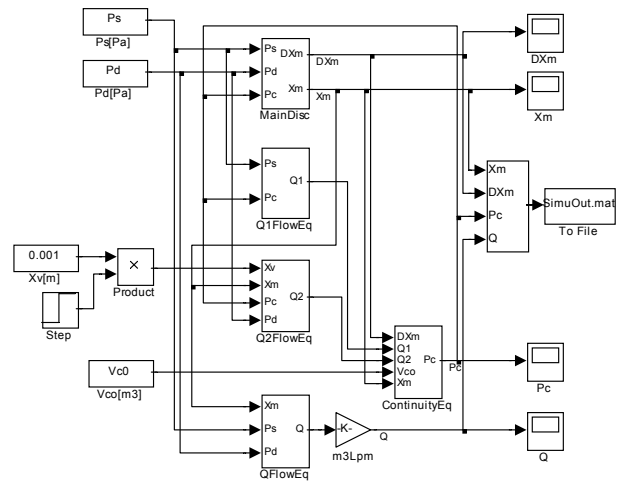 Ps
Ps[Pa]
Pd
Pd[Pa]
Ps
Pd
Pc
DXm
Xm
MainDisc
DXm
Xm
DXm
Xm
Ps
Pc
Q1
Q1FlowEq
Xm
DXm
Pc
Q
SimuOut.mat
To File
0.001
Xv[m]
Step
×
Product
Xv
Xm
Pc
Pd
Q2
Q2FlowEq
DXm
Q1
Q2
Vco
Xm
Pc
ContinuityEq
Pc
Pc
Vc0
Vco[m3]
Xm
Ps
Pd
Q
QFlowEq
-K-
m3Lpm
Q
Q